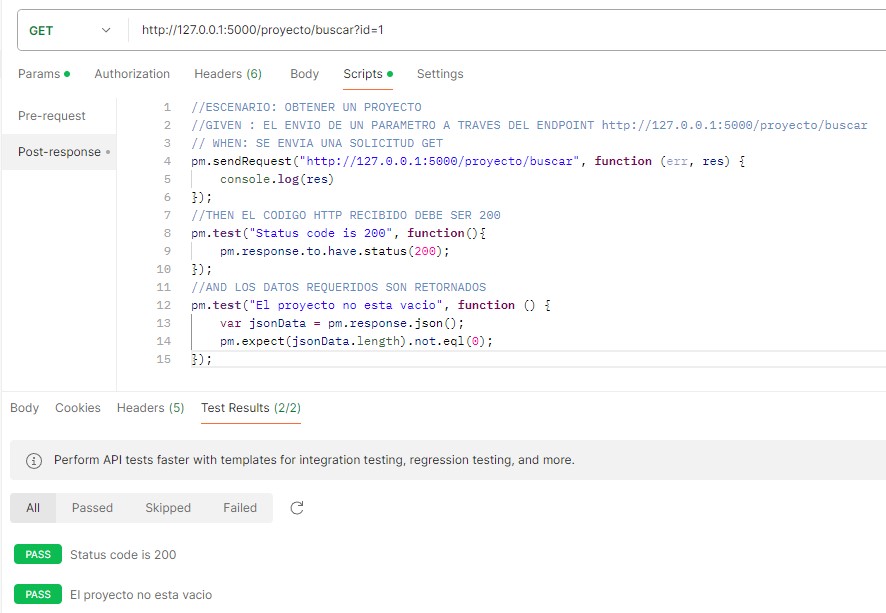 GET http://127.0.0.1:5000/proyecto/buscar?id=1
Params Authorization Headers (6) Body Scripts Settings
Pre-request
Post-response
1 //ESCENARIO: OBTENER UN PROYECTO
2 //GIVEN : EL ENVIO DE UN PARAMETRO A TRAVES DEL ENDPOINT http://127.0.0.1:5000/proyecto/buscar
3 // WHEN: SE ENVIA UNA SOLICITUD GET
4 pm.sendRequest("http://127.0.0.1:5000/proyecto/buscar", function (err, res) {
5 console.log(res)
6 });
7 //THEN EL CODIGO HTTP RECIBIDO DEBE SER 200
8 pm.test("Status code is 200", function(){
9 pm.response.to.have.status(200);
10 });
11 //AND LOS DATOS REQUERIDOS SON RETORNADOS
12 pm.test("El proyecto no esta vacio", function () {
13 var jsonData = pm.response.json();
14 pm.expect(jsonData.length).not.eql(0);
15 });
Body Cookies Headers (5) Test Results (2/2)
Perform API tests faster with templates for integration testing, regression testing, and more.
All Passed Skipped Failed
PASS Status code is 200
PASS El proyecto no esta vacio